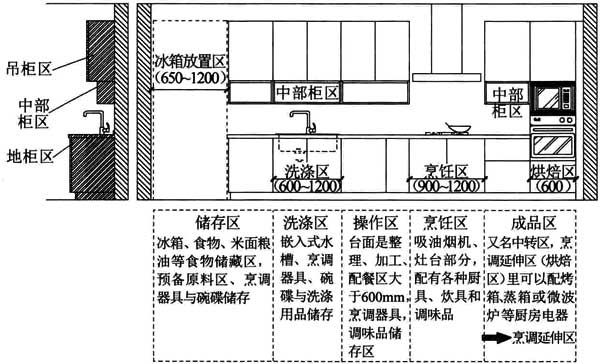 吊柜区
中部
柜区
地柜区
冰箱放置区
(650~1200)
中部柜区
中部
柜区
洗涤区
(600~1200)
烹饪区
(900~1200)
烘焙区
(600)
储存区
冰箱、食物、米面粮
油等食物储藏区，
预备原料区、烹调
器具与碗碟储存
洗涤区
嵌入式水
槽、烹调
器具、碗
碟与洗涤
用品储存
操作区
台面是整
理、加工、
配餐区大
于600mm，
烹调器具，
调味品储
存区
烹饪区
吸油烟机、
灶台部分，
配有各种厨
具、炊具和
调味品
成品区
又名中转区，烹
调延伸区（烘焙
区）里可以配烤
箱、蒸箱或微波
炉等厨房电器
烹调延伸区